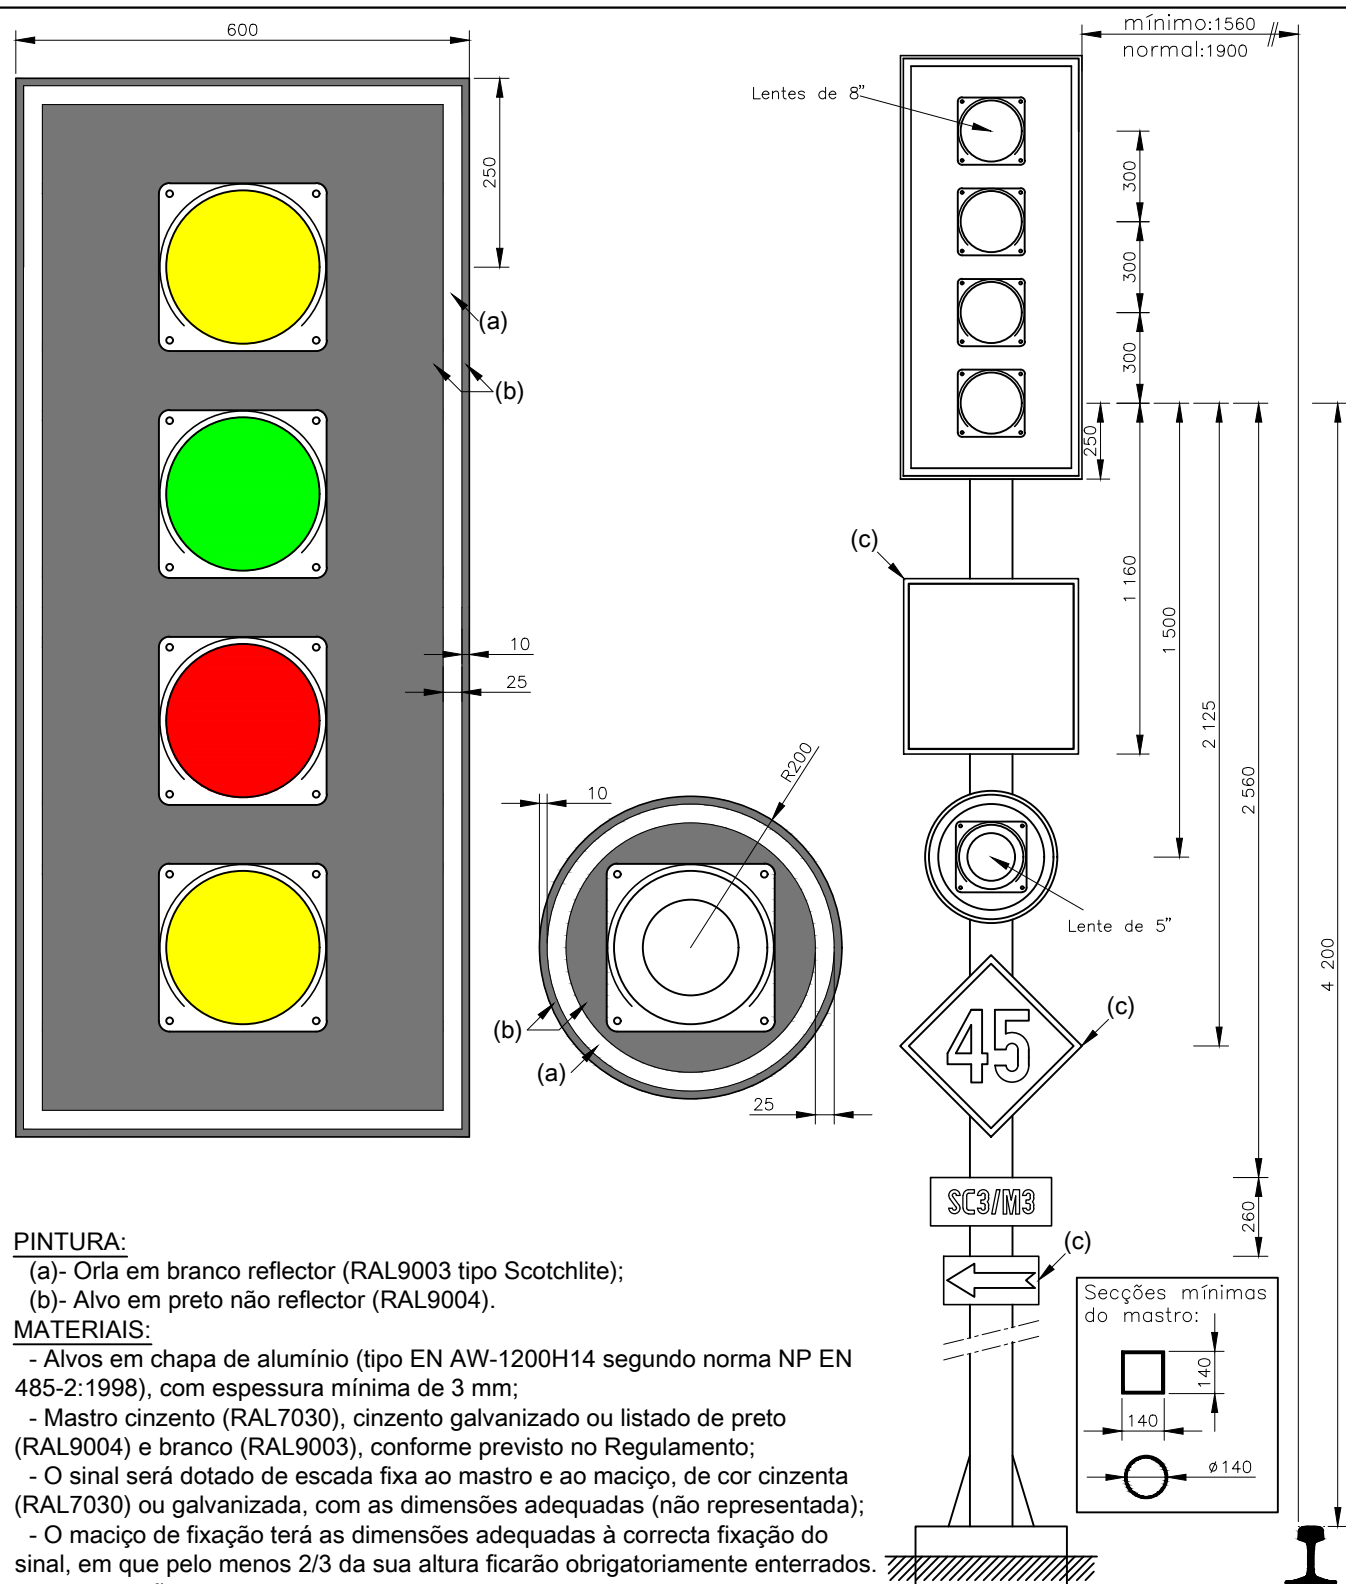 600
250
(a)
(b)
10
25
mínimo:1560
normal:1900
Lentes de 8"
300
300
300
250
1 160
1 500
2 125
2 560
4 200
260
(c)
R200
10
(b)
(a)
25
Lente de 5"
45
(c)
SC3/M3
(c)
Secções mínimas
do mastro:
140
140
ø140
PINTURA:
(a)- Orla em branco reflector (RAL9003 tipo Scotchlite);
(b)- Alvo em preto não reflector (RAL9004).
MATERIAIS:
- Alvos em chapa de alumínio (tipo EN AW-1200H14 segundo norma NP EN
485-2:1998), com espessura mínima de 3 mm;
- Mastro cinzento (RAL7030), cinzento galvanizado ou listado de preto
(RAL9004) e branco (RAL9003), conforme previsto no Regulamento;
- O sinal será dotado de escada fixa ao mastro e ao maciço, de cor cinzenta
(RAL7030) ou galvanizada, com as dimensões adequadas (não representada);
- O maciço de fixação terá as dimensões adequadas à correcta fixação do
sinal, em que pelo menos 2/3 da sua altura ficarão obrigatoriamente enterrados.